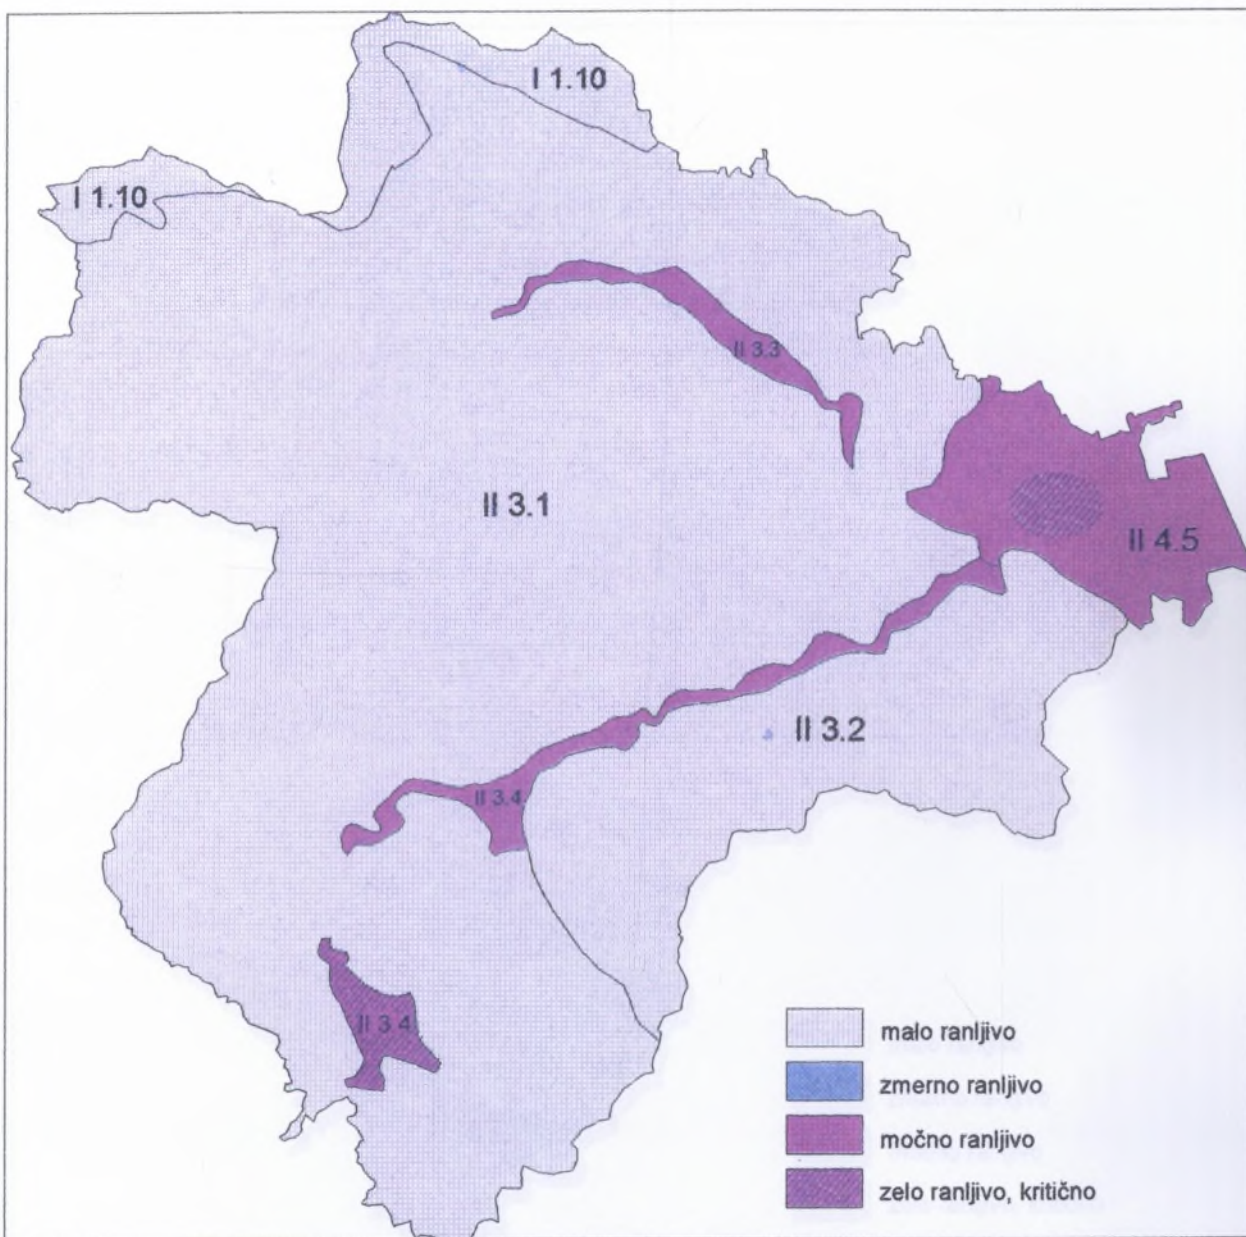 I 1.10
I 1.10
II 3.3
II 3.1
II 4.5
II 3.2
II 3.4
II 3.4
malo ranljivo
zmerno ranljivo
močno ranljivo
zelo ranljivo, kritično